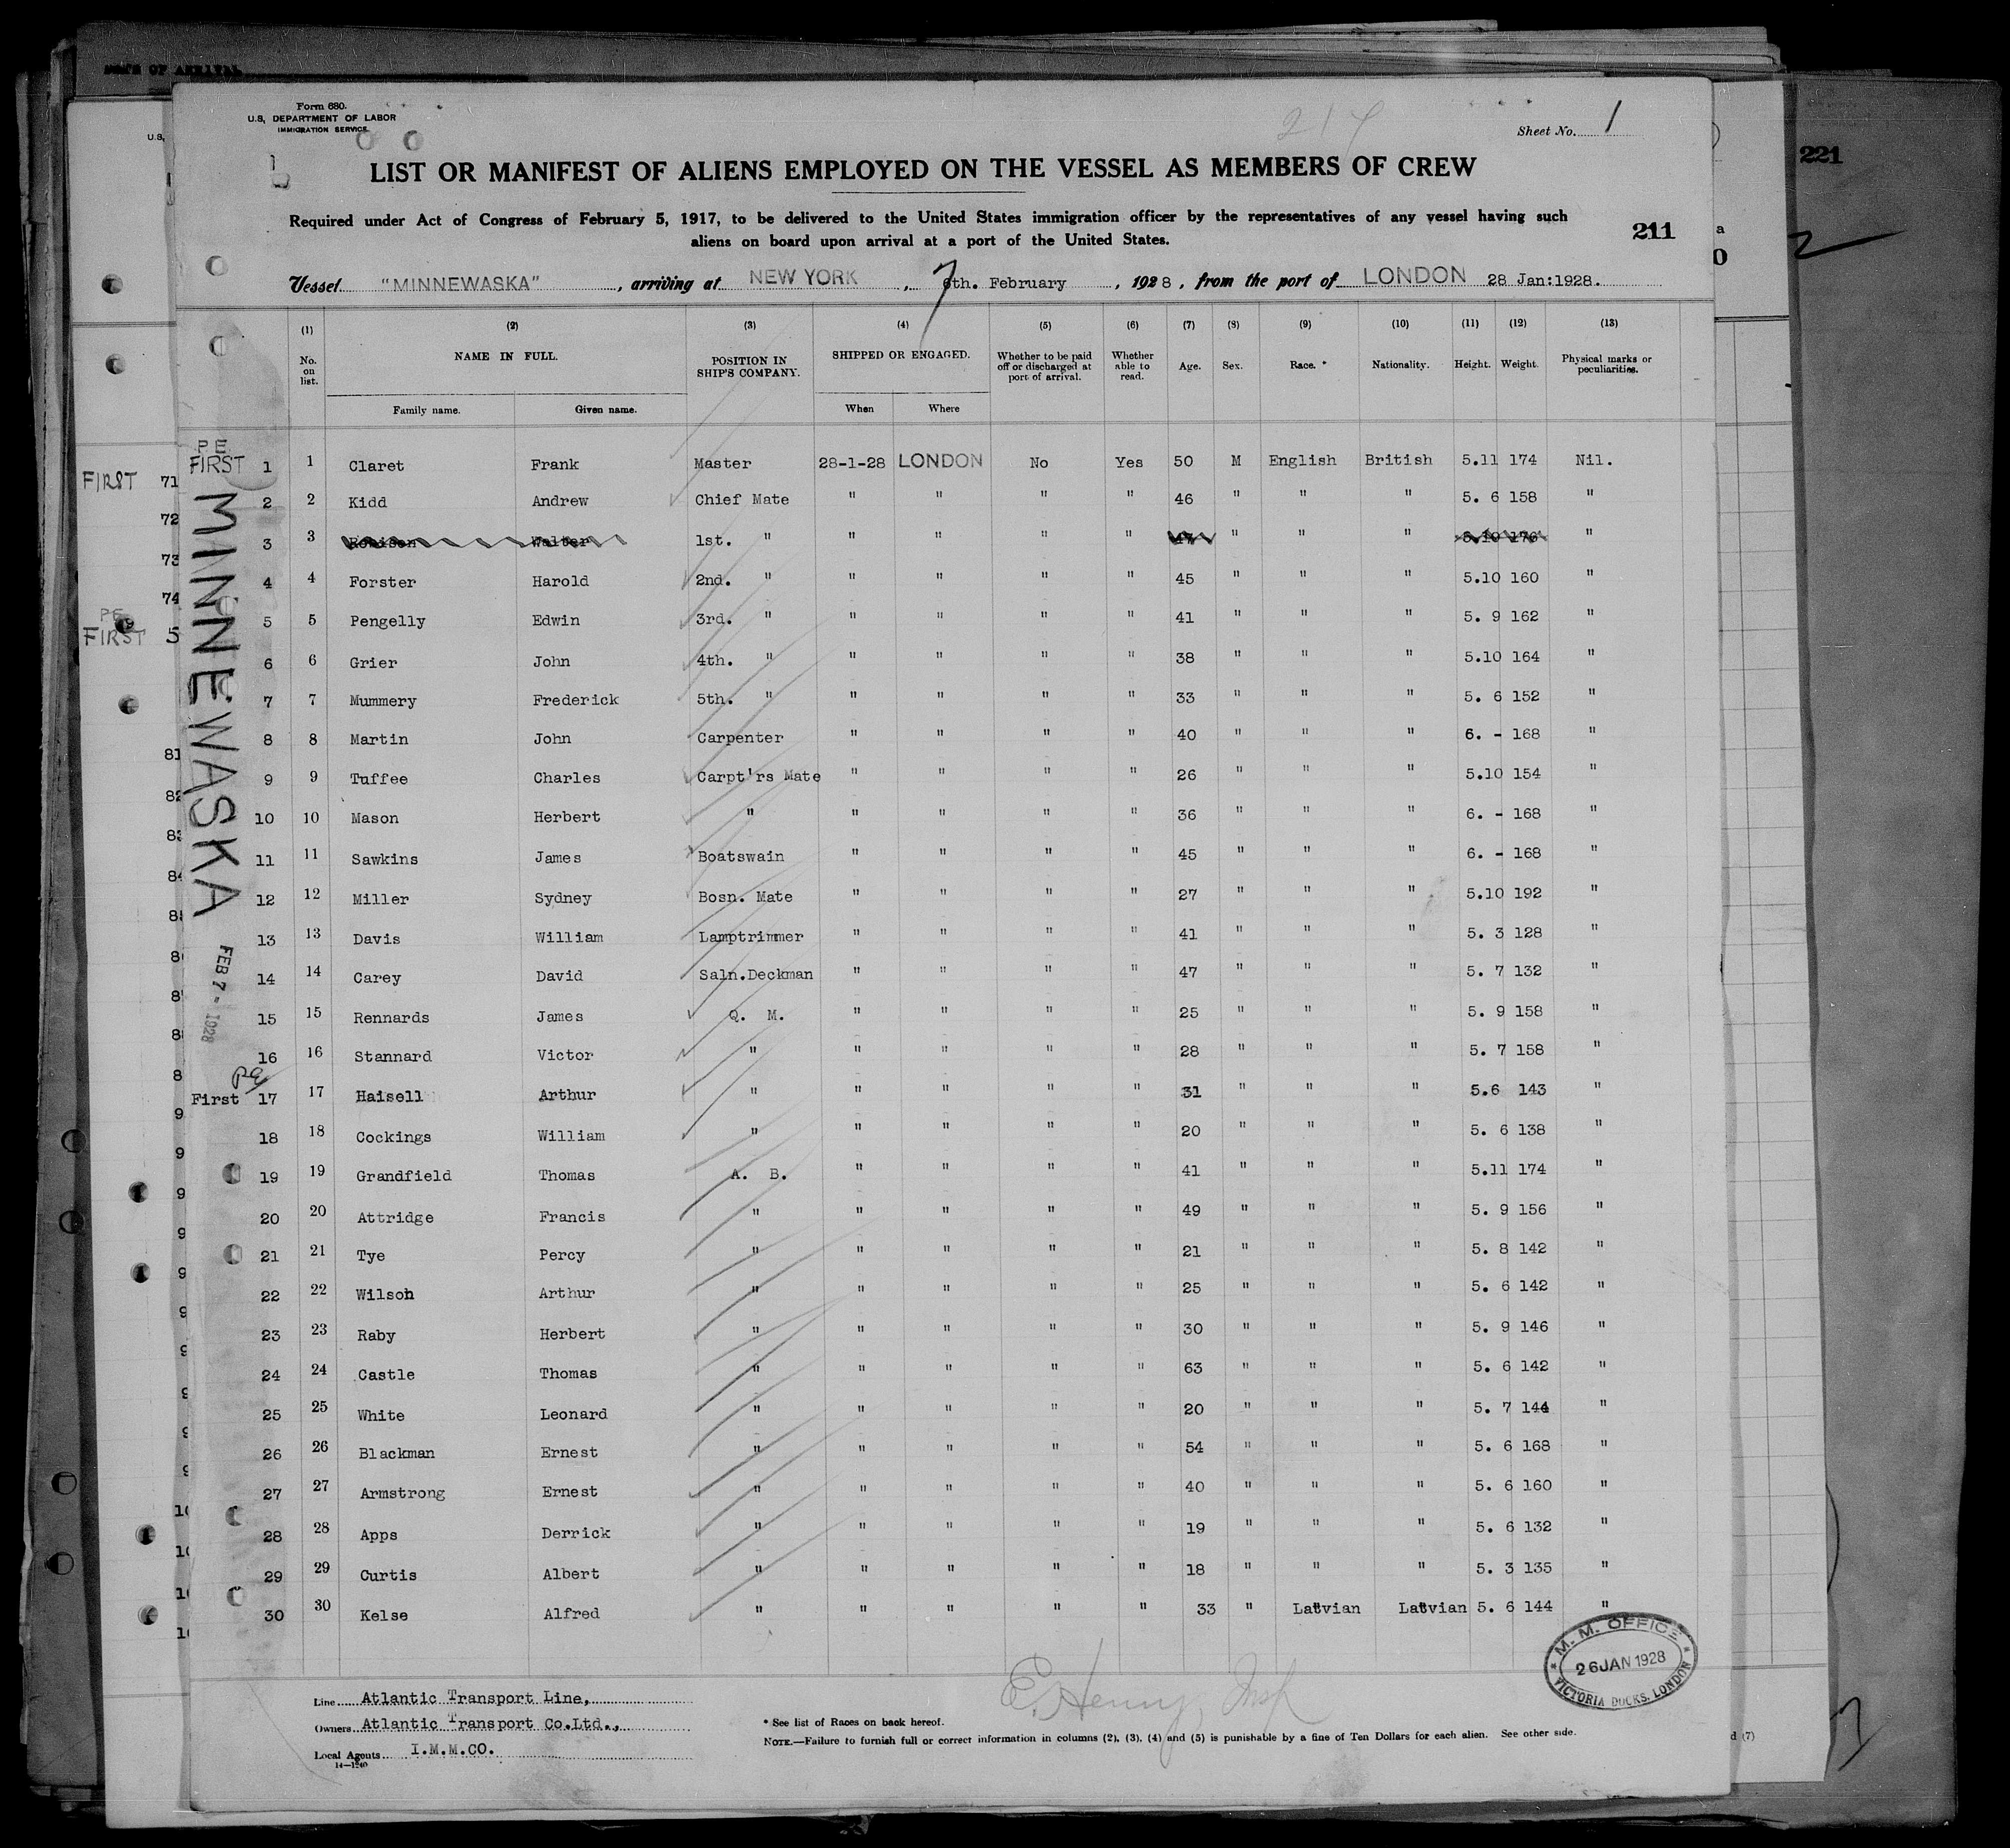 Form 680.
U.S. DEPARTMENT OF LABOR
IMMIGRATION SERVICE
214
Sheet No. 1
LIST OR MANIFEST OF ALIENS EMPLOYED ON THE VESSEL AS MEMBERS OF CREW
Required under Act of Congress of February 5, 1917, to be delivered to the United States immigration officer by the representatives of any vessel having such
aliens on board upon arrival at a port of the United States.
211
221
Vessel "MINNEWASKA", arriving at NEW YORK, 7 6th. February, 1928, from the port of LONDON 28 Jan:1928.
(1) (2) (3) (4) (5) (6) (7) (8) (9) (10) (11) (12) (13)
No. on list. NAME IN FULL. POSITION IN SHIP'S COMPANY. SHIPPED OR ENGAGED. Whether to be paid off or discharged at port of arrival. Whether able to read. Age. Sex. Race. * Nationality. Height. Weight. Physical marks or peculiarities.
Family name. Given name. When Where
P.E. FIRST 1 1 Claret Frank Master 28-1-28 LONDON No Yes 50 M English British 5.11 174 Nil.
2 2 Kidd Andrew Chief Mate " " " " 46 " " " 5. 6 158 "
3 3 Robison Walter 1st. " " " " " 47 " " " 5.10 176 "
4 4 Forster Harold 2nd. " " " " " 45 " " " 5.10 160 "
5 5 Pengelly Edwin 3rd. " " " " " 41 " " " 5. 9 162 "
6 6 Grier John 4th. " " " " " 38 " " " 5.10 164 "
7 7 Mummery Frederick 5th. " " " " " 33 " " " 5. 6 152 "
8 8 Martin John Carpenter " " " " 40 " " " 6. - 168 "
9 9 Tuffee Charles Carpt'rs Mate " " " " 26 " " " 5.10 154 "
10 10 Mason Herbert " " " " " 36 " " " 6. - 168 "
11 11 Sawkins James Boatswain " " " " 45 " " " 6. - 168 "
12 12 Miller Sydney Bosn. Mate " " " " 27 " " " 5.10 192 "
13 13 Davis William Lamptrimmer " " " " 41 " " " 5. 3 128 "
14 14 Carey David Saln.Deckman " " " " 47 " " " 5. 7 132 "
15 15 Rennards James Q. M. " " " " 25 " " " 5. 9 158 "
16 16 Stannard Victor " " " " " 28 " " " 5. 7 158 "
PE First 17 17 Haisell Arthur " " " " " 31 " " " 5.6 143 "
18 18 Cockings William " " " " " 20 " " " 5. 6 138 "
19 19 Grandfield Thomas A. B. " " " " 41 " " " 5.11 174 "
20 20 Attridge Francis " " " " " 49 " " " 5. 9 156 "
21 21 Tye Percy " " " " " 21 " " " 5. 8 142 "
22 22 Wilson Arthur " " " " " 25 " " " 5. 6 142 "
23 23 Raby Herbert " " " " " 30 " " " 5. 9 146 "
24 24 Castle Thomas " " " " " 63 " " " 5. 6 142 "
25 25 White Leonard " " " " " 20 " " " 5. 7 144 "
26 26 Blackman Ernest " " " " " 54 " " " 5. 6 168 "
27 27 Armstrong Ernest " " " " " 40 " " " 5. 6 160 "
28 28 Apps Derrick " " " " " 19 " " " 5. 6 132 "
29 29 Curtis Albert " " " " " 18 " " " 5. 3 135 "
30 30 Kelse Alfred " " " " " 33 " Latvian Latvian 5. 6 144 "
MINNEWASKA
FEB 7 - 1928
FIRST 71
72
73
74
PE FIRST 5
M. M. OFFICE
26 JAN 1928
VICTORIA DOCKS, LONDON
E. Henny Insp
Line Atlantic Transport Line,
Owners Atlantic Transport Co.Ltd.,
Local Agents I.M.M.CO.
14—1240
* See list of Races on back hereof.
NOTE.—Failure to furnish full or correct information in columns (2), (3), (4) and (5) is punishable by a fine of Ten Dollars for each alien. See other side.